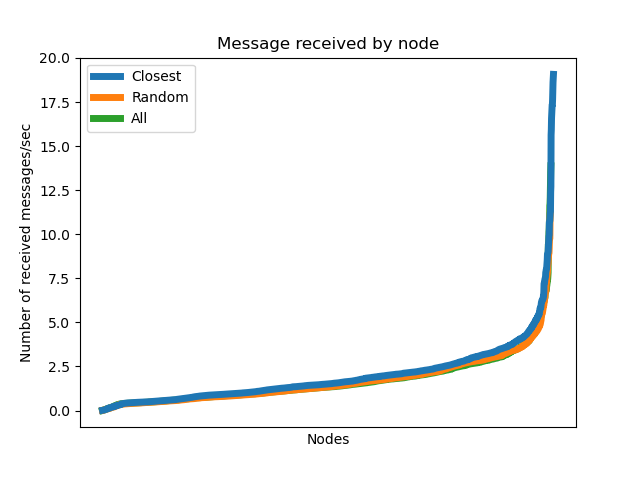 Message received by node
20.0
17.5
15.0
12.5
10.0
7.5
5.0
2.5
0.0
Number of received messages/sec
Closest
Random
All
Nodes